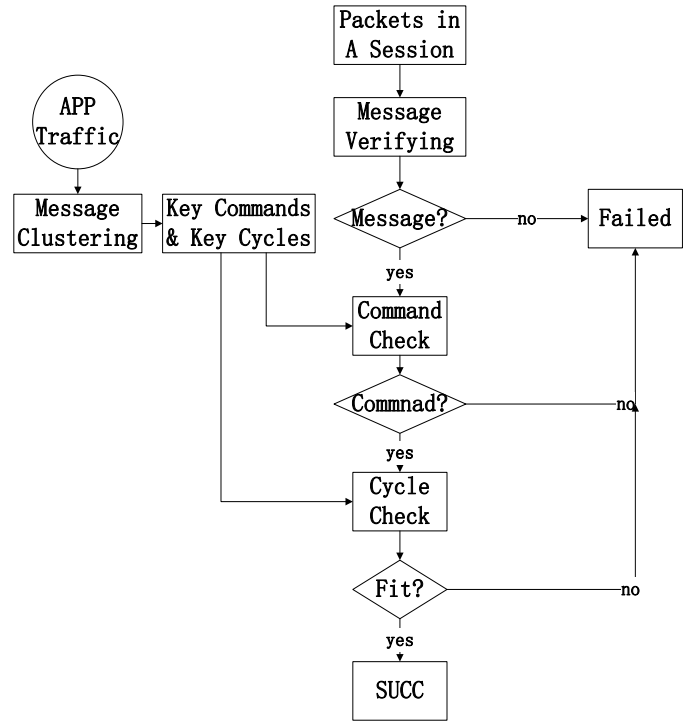 Packets in
A Session
APP
Traffic
Message
Verifying
Message
Clustering
Key Commands
& Key Cycles
Message?
no
Failed
yes
Command
Check
Commnad?
no
yes
Cycle
Check
Fit?
no
yes
SUCC